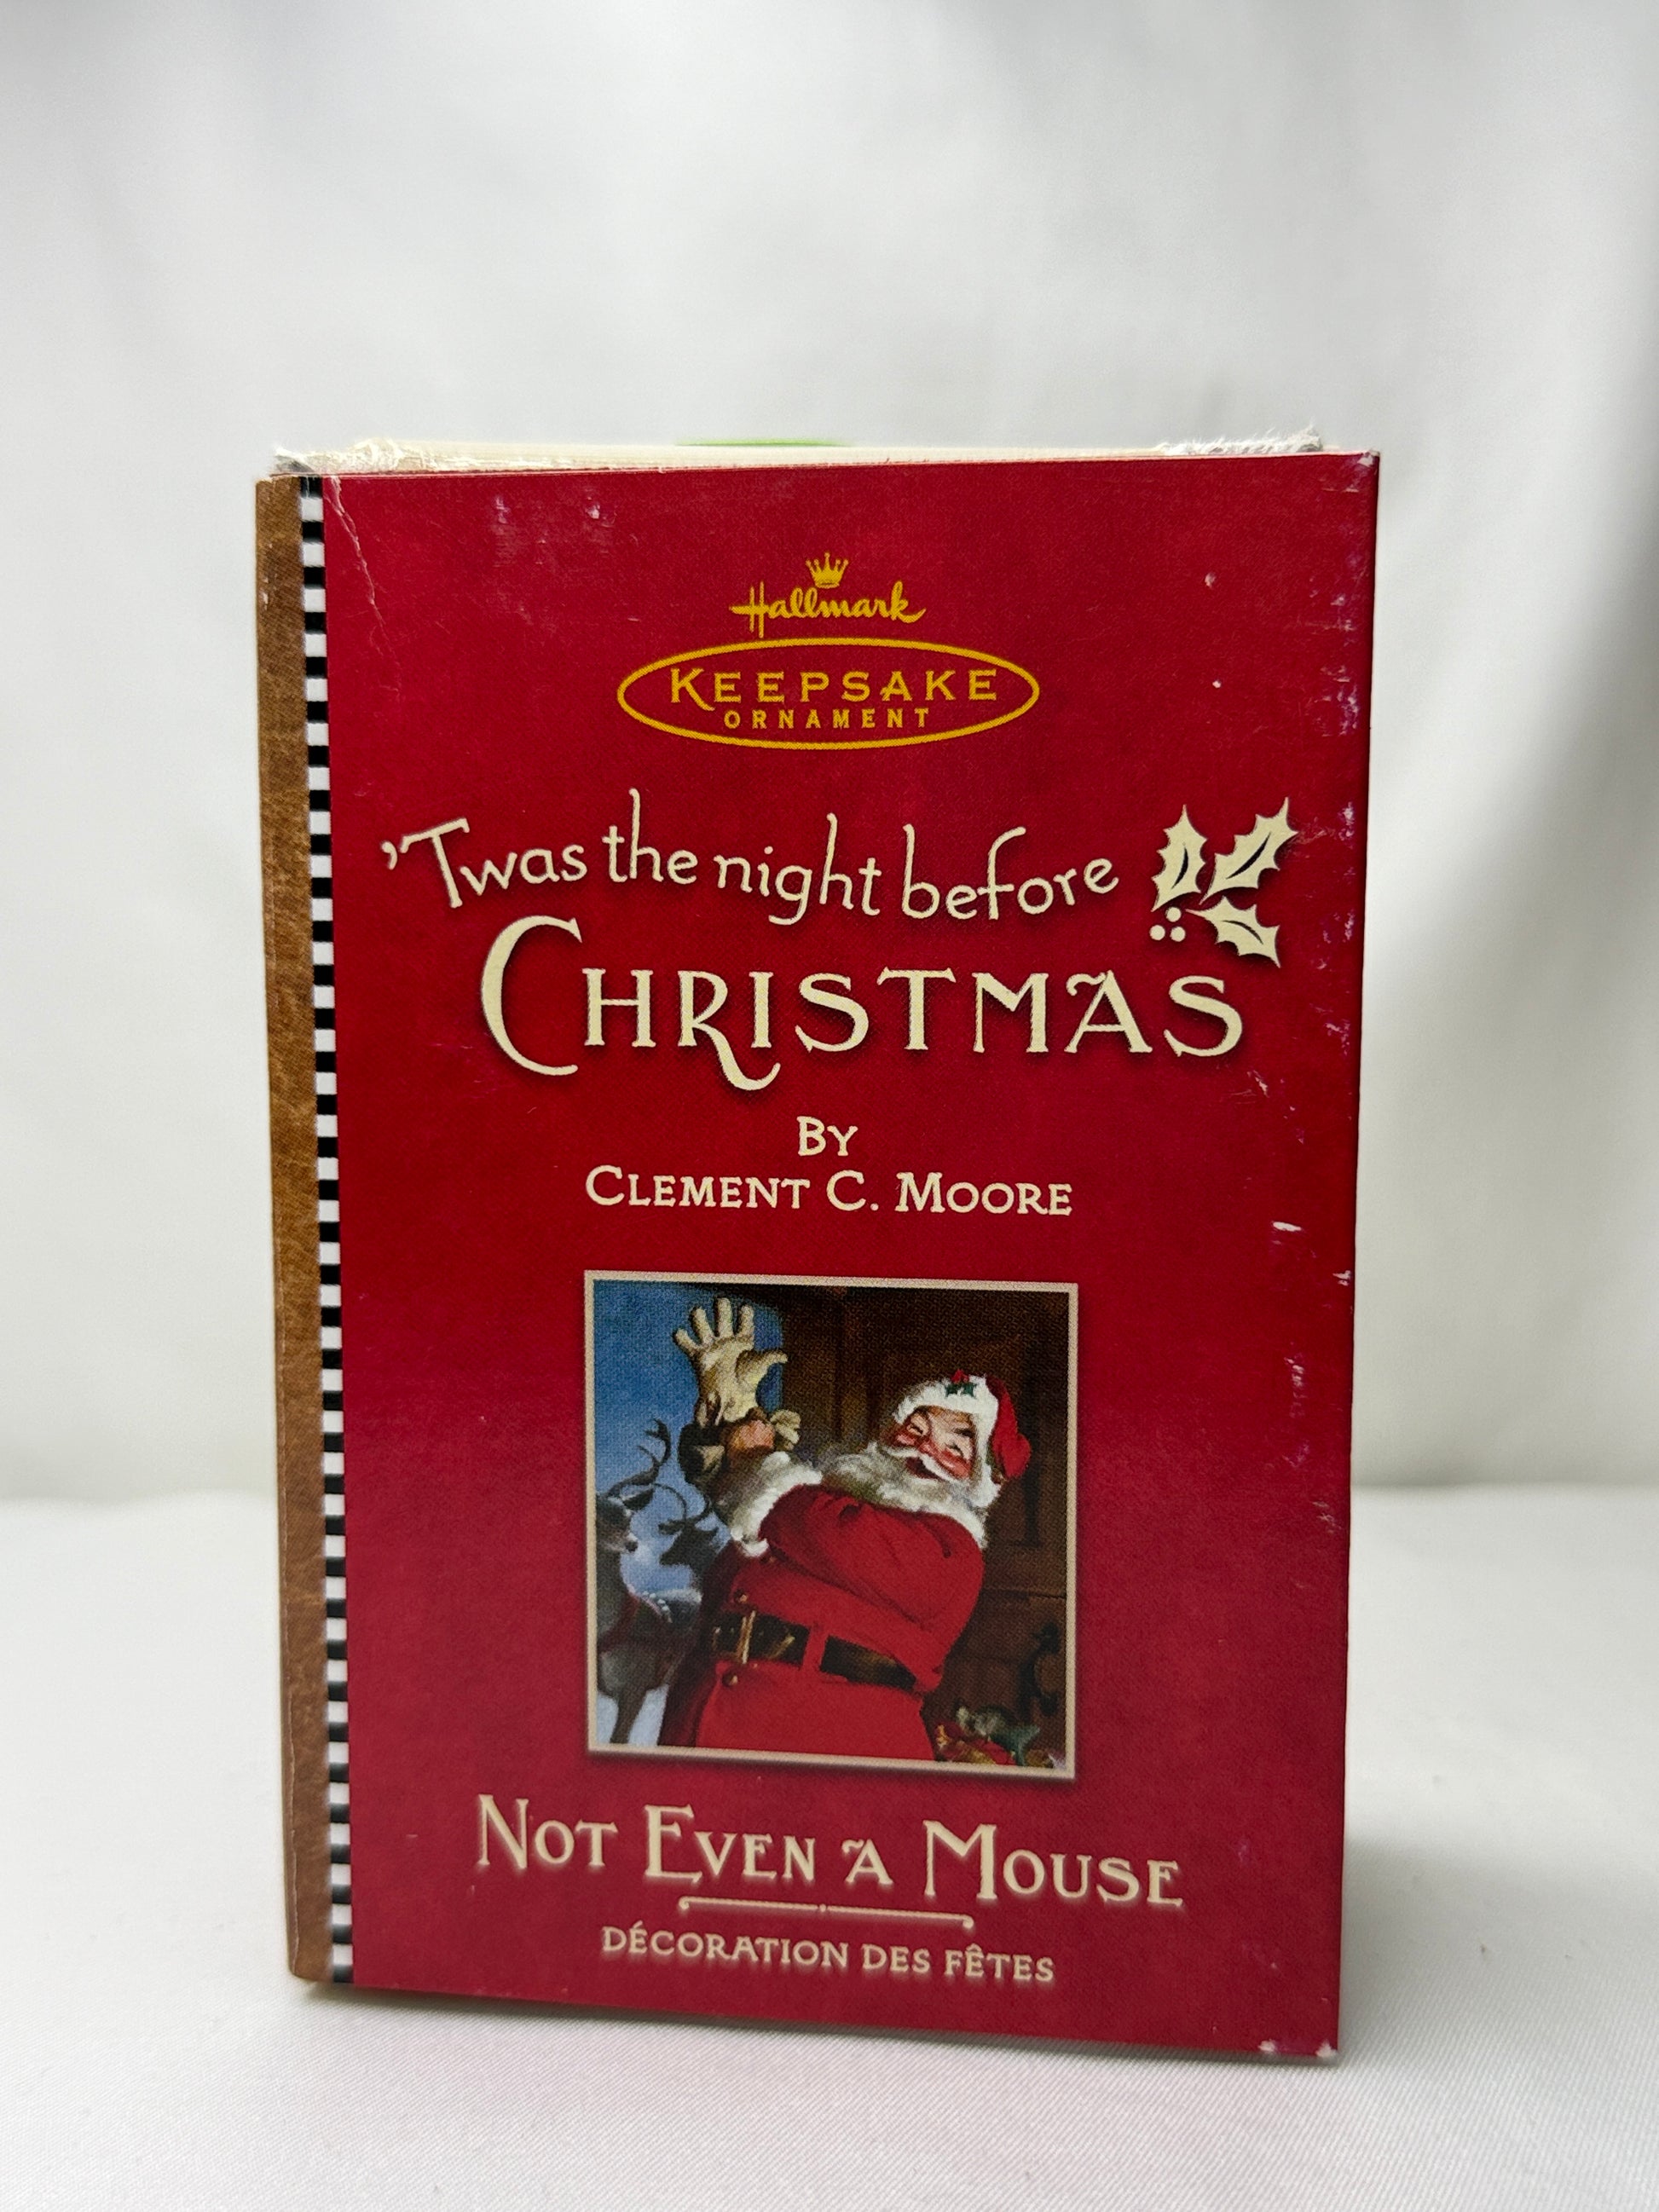 Hallmark
KEEPSAKE
ORNAMENT
'Twas the night before
CHRISTMAS
BY
CLEMENT C. MOORE
NOT EVEN A MOUSE
DÉCORATION DES FÊTES